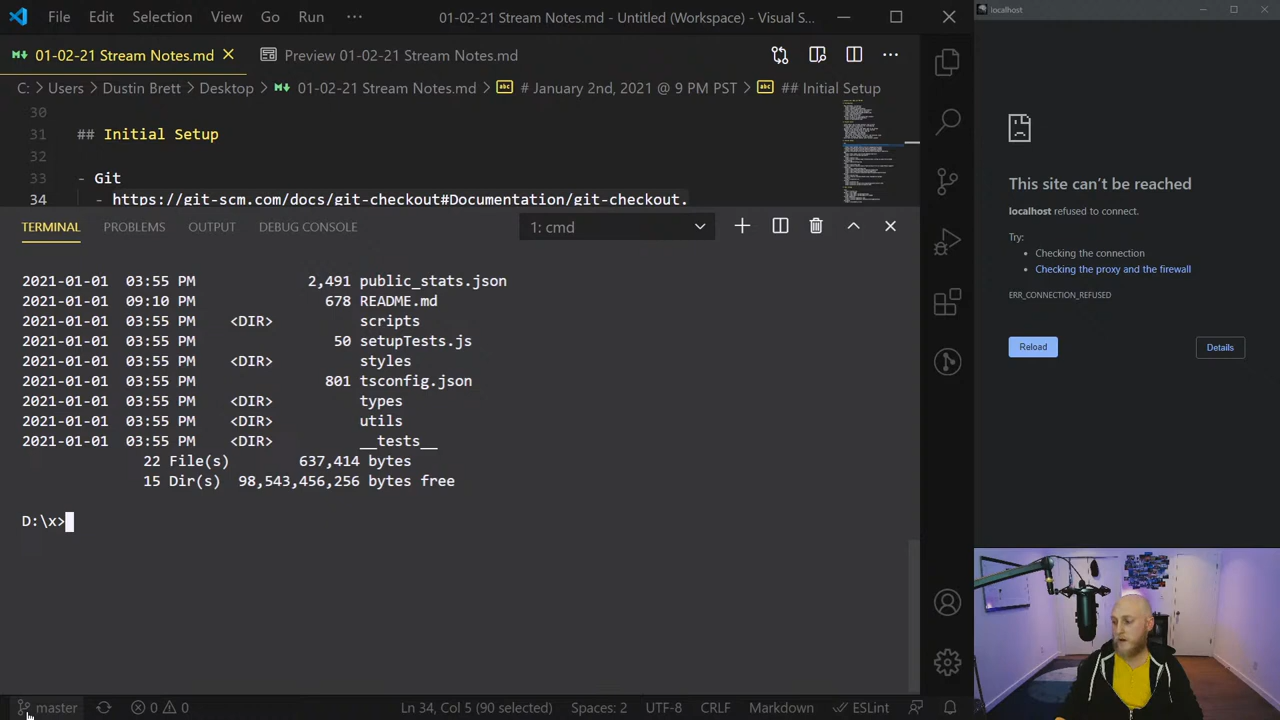 File Edit Selection View Go Run ··· 01-02-21 Stream Notes.md - Untitled (Workspace) - Visual S...
01-02-21 Stream Notes.md Preview 01-02-21 Stream Notes.md
C: > Users > Dustin Brett > Desktop > 01-02-21 Stream Notes.md > # January 2nd, 2021 @ 9 PM PST > ## Initial Setup
30
31 ## Initial Setup
32
33 - Git
34 - https://git-scm.com/docs/git-checkout#Documentation/git-checkout.
TERMINAL PROBLEMS OUTPUT DEBUG CONSOLE 1: cmd
2021-01-01 03:55 PM 2,491 public_stats.json
2021-01-01 09:10 PM 678 README.md
2021-01-01 03:55 PM <DIR> scripts
2021-01-01 03:55 PM 50 setupTests.js
2021-01-01 03:55 PM <DIR> styles
2021-01-01 03:55 PM 801 tsconfig.json
2021-01-01 03:55 PM <DIR> types
2021-01-01 03:55 PM <DIR> utils
2021-01-01 03:55 PM <DIR> __tests__
22 File(s) 637,414 bytes
15 Dir(s) 98,543,456,256 bytes free
D:\x>
master 0 0 Ln 34, Col 5 (90 selected) Spaces: 2 UTF-8 CRLF Markdown ESLint
localhost
This site can't be reached
localhost refused to connect.
Try:
• Checking the connection
• Checking the proxy and the firewall
ERR_CONNECTION_REFUSED
Reload Details